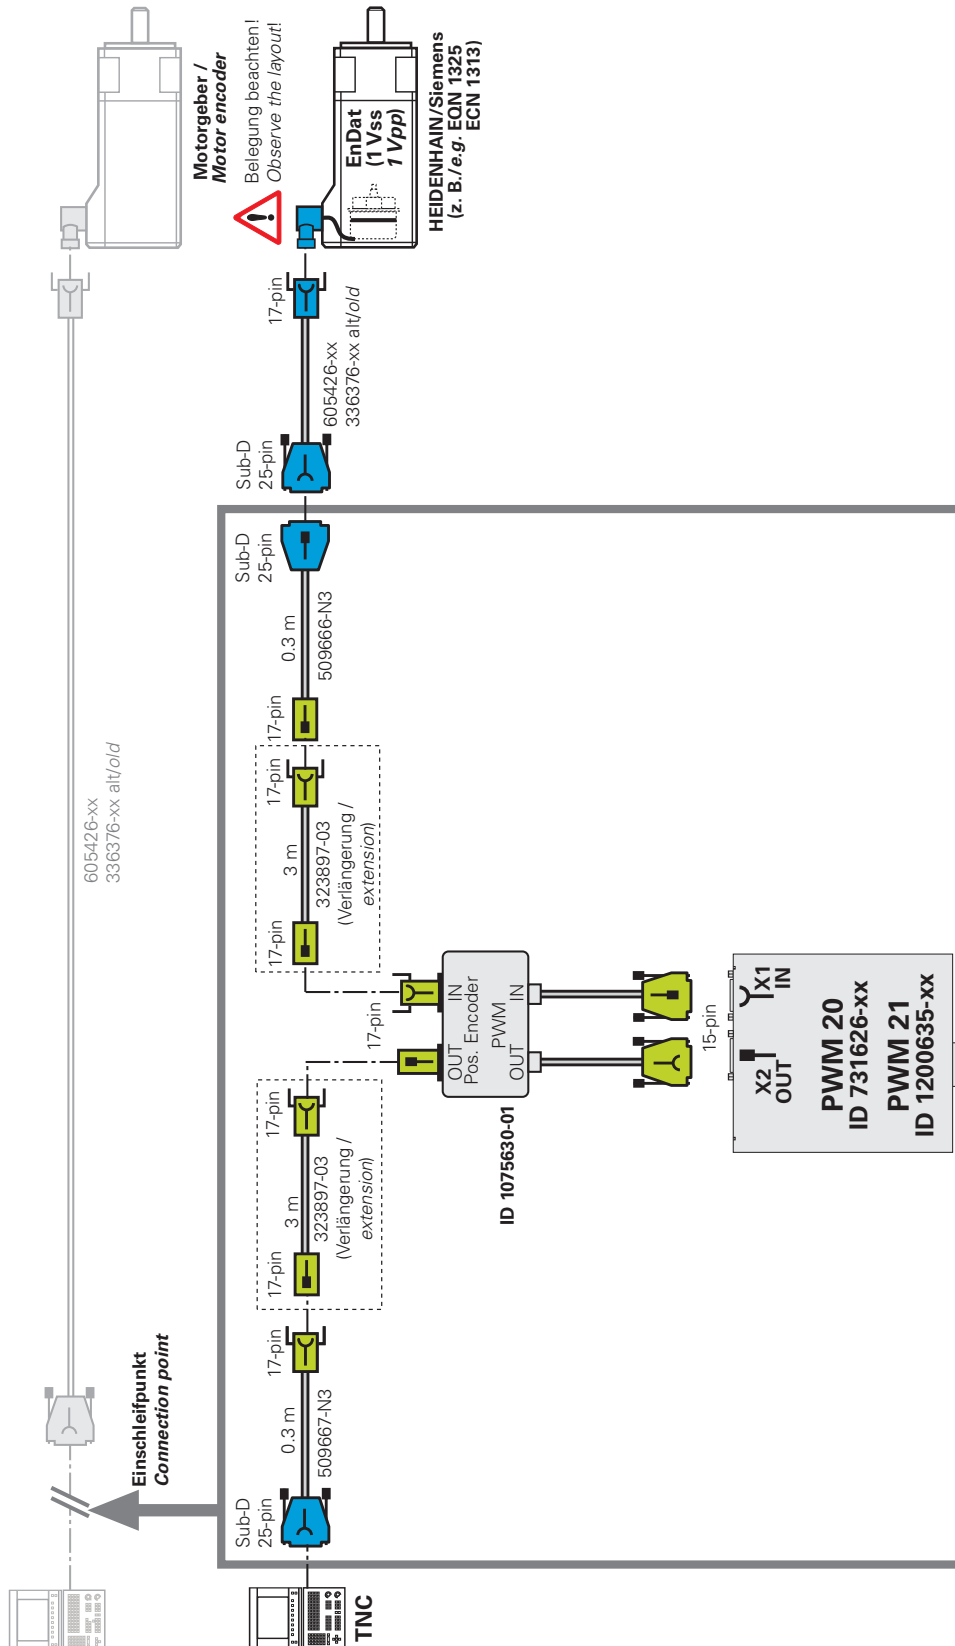 605426-xx
336376-xx alt/old
Einschleifpunkt
Connection point
Motorgeber /
Motor encoder
Belegung beachten!
Observe the layout!
TNC
Sub-D
25-pin
0.3 m
509667-N3
17-pin
17-pin
3 m
323897-03
(Verlängerung /
extension)
17-pin
17-pin
OUT
IN
Pos. Encoder
PWM
OUT
IN
ID 1075630-01
15-pin
X2
OUT
X1
IN
PWM 20
ID 731626-xx
PWM 21
ID 1200635-xx
17-pin
3 m
323897-03
(Verlängerung /
extension)
17-pin
17-pin
0.3 m
509666-N3
Sub-D
25-pin
Sub-D
25-pin
605426-xx
336376-xx alt/old
17-pin
EnDat
(1 Vss
1 Vpp)
HEIDENHAIN/Siemens
(z. B./e.g. EQN 1325
ECN 1313)